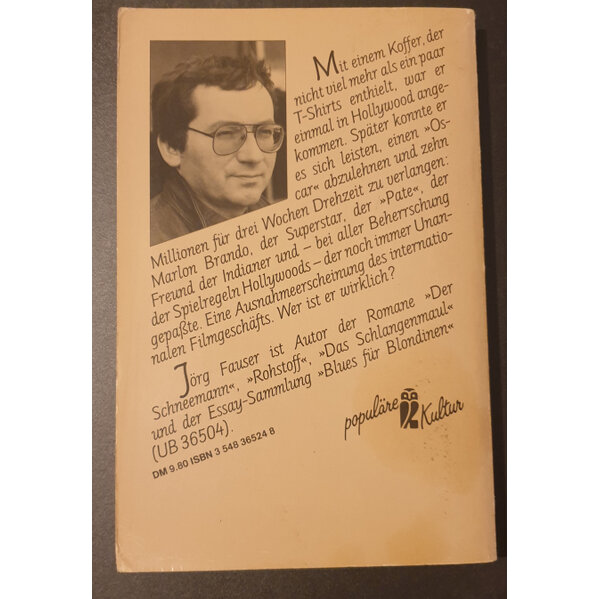 Mit einem Koffer, der
nicht viel mehr als ein paar
T-Shirts enthielt, war er
einmal in Hollywood ange-
kommen. Später konnte er
es sich leisten, einen »Os-
car« abzulehnen und zehn
Millionen für drei Wochen Drehzeit zu verlangen:
Marlon Brando, der Superstar, der »Pate«, der
Freund der Indianer und – bei aller Beherrschung
der Spielregeln Hollywoods – der noch immer Unan-
gepaßte. Eine Ausnahmeerscheinung des internatio-
nalen Filmgeschäfts. Wer ist er wirklich?
Jörg Fauser ist Autor der Romane »Der
Schneemann«, »Rohstoff«, »Das Schlangenmaul«
und der Essay-Sammlung »Blues für Blondinen«
(UB 36504).
DM 9.80 ISBN 3 548 36524 8
populäre Kultur